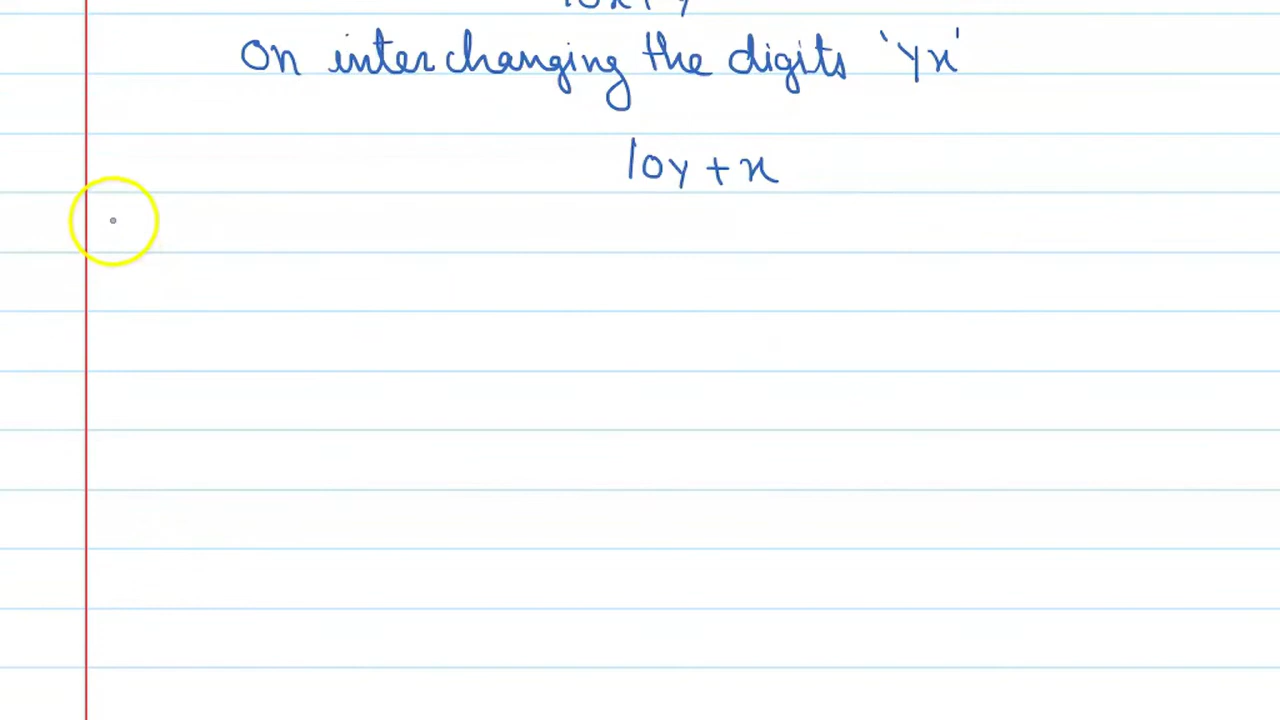 On interchanging the digits 'yx'
10y + x